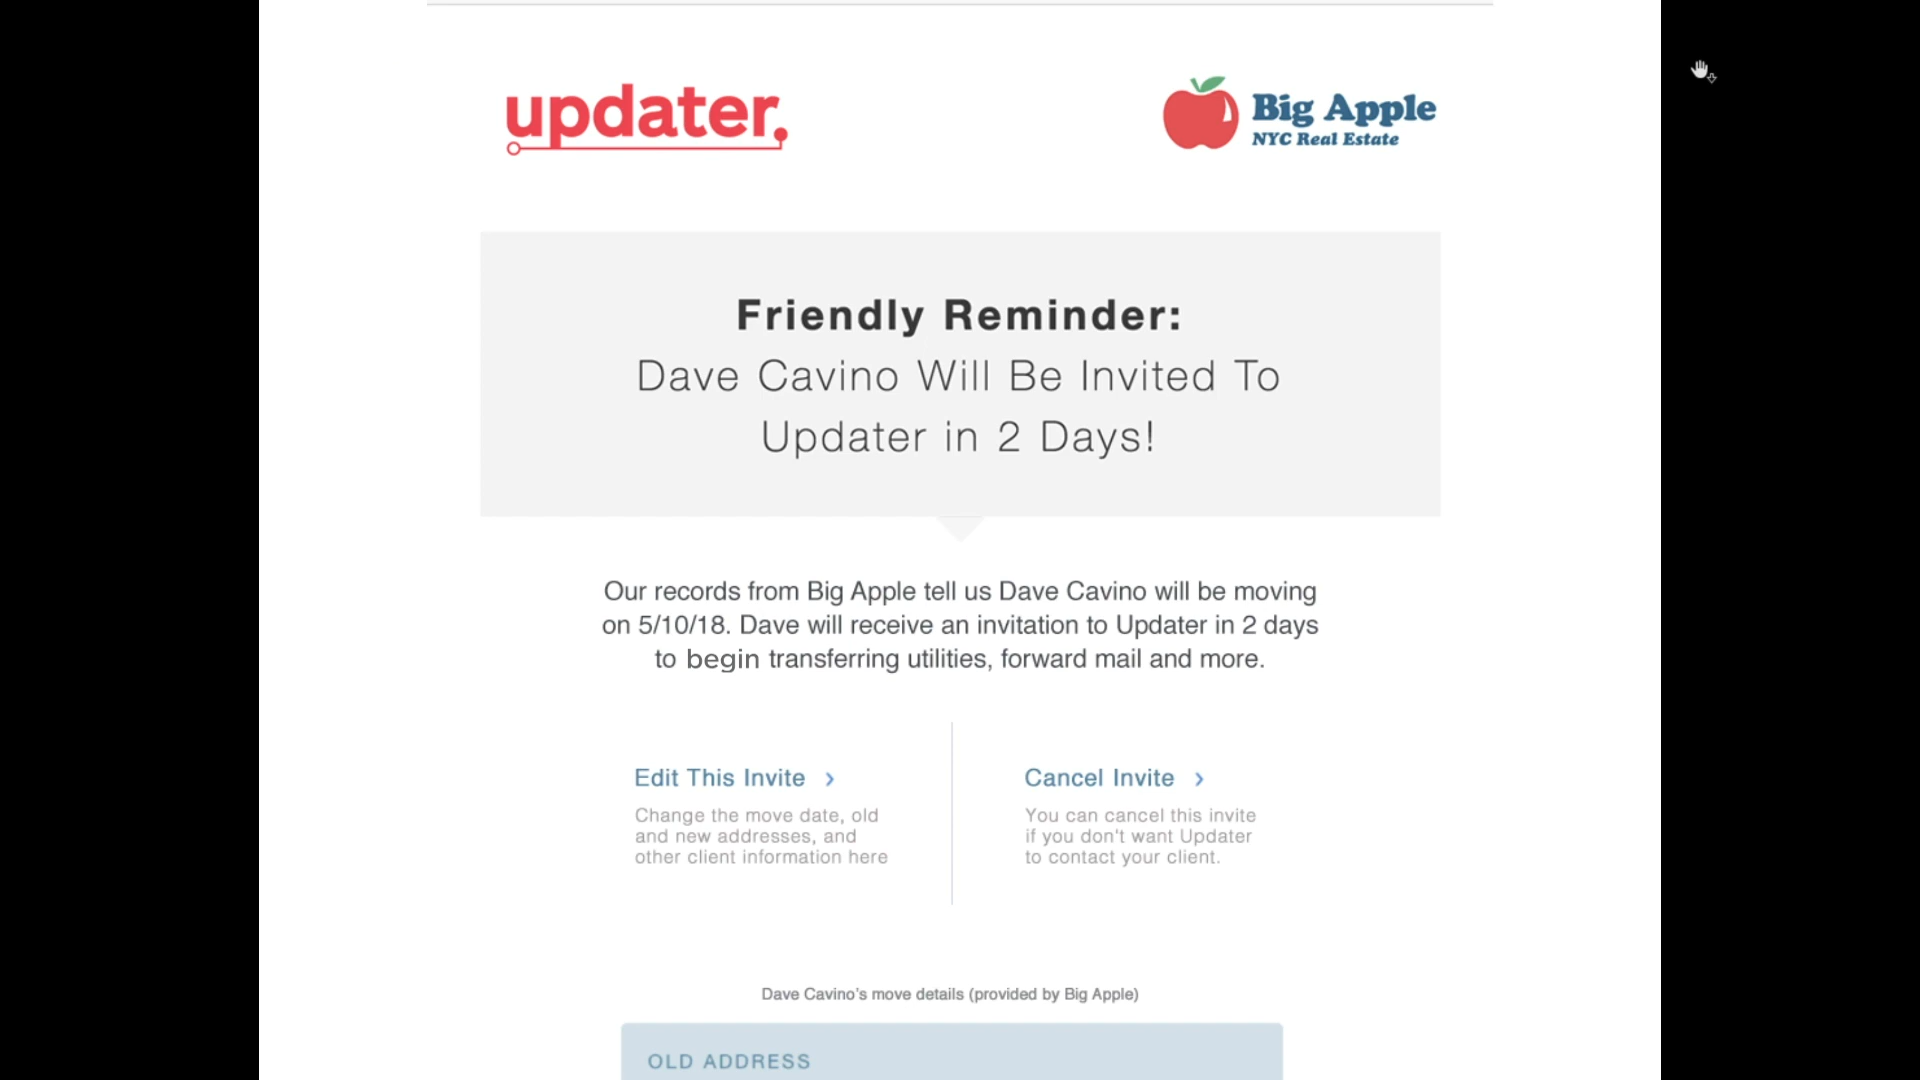 updater.
Big Apple
NYC Real Estate
Friendly Reminder:
Dave Cavino Will Be Invited To
Updater in 2 Days!
Our records from Big Apple tell us Dave Cavino will be moving
on 5/10/18. Dave will receive an invitation to Updater in 2 days
to begin transferring utilities, forward mail and more.
Edit This Invite >
Change the move date, old
and new addresses, and
other client information here
Cancel Invite >
You can cancel this invite
if you don't want Updater
to contact your client.
Dave Cavino's move details (provided by Big Apple)
OLD ADDRESS